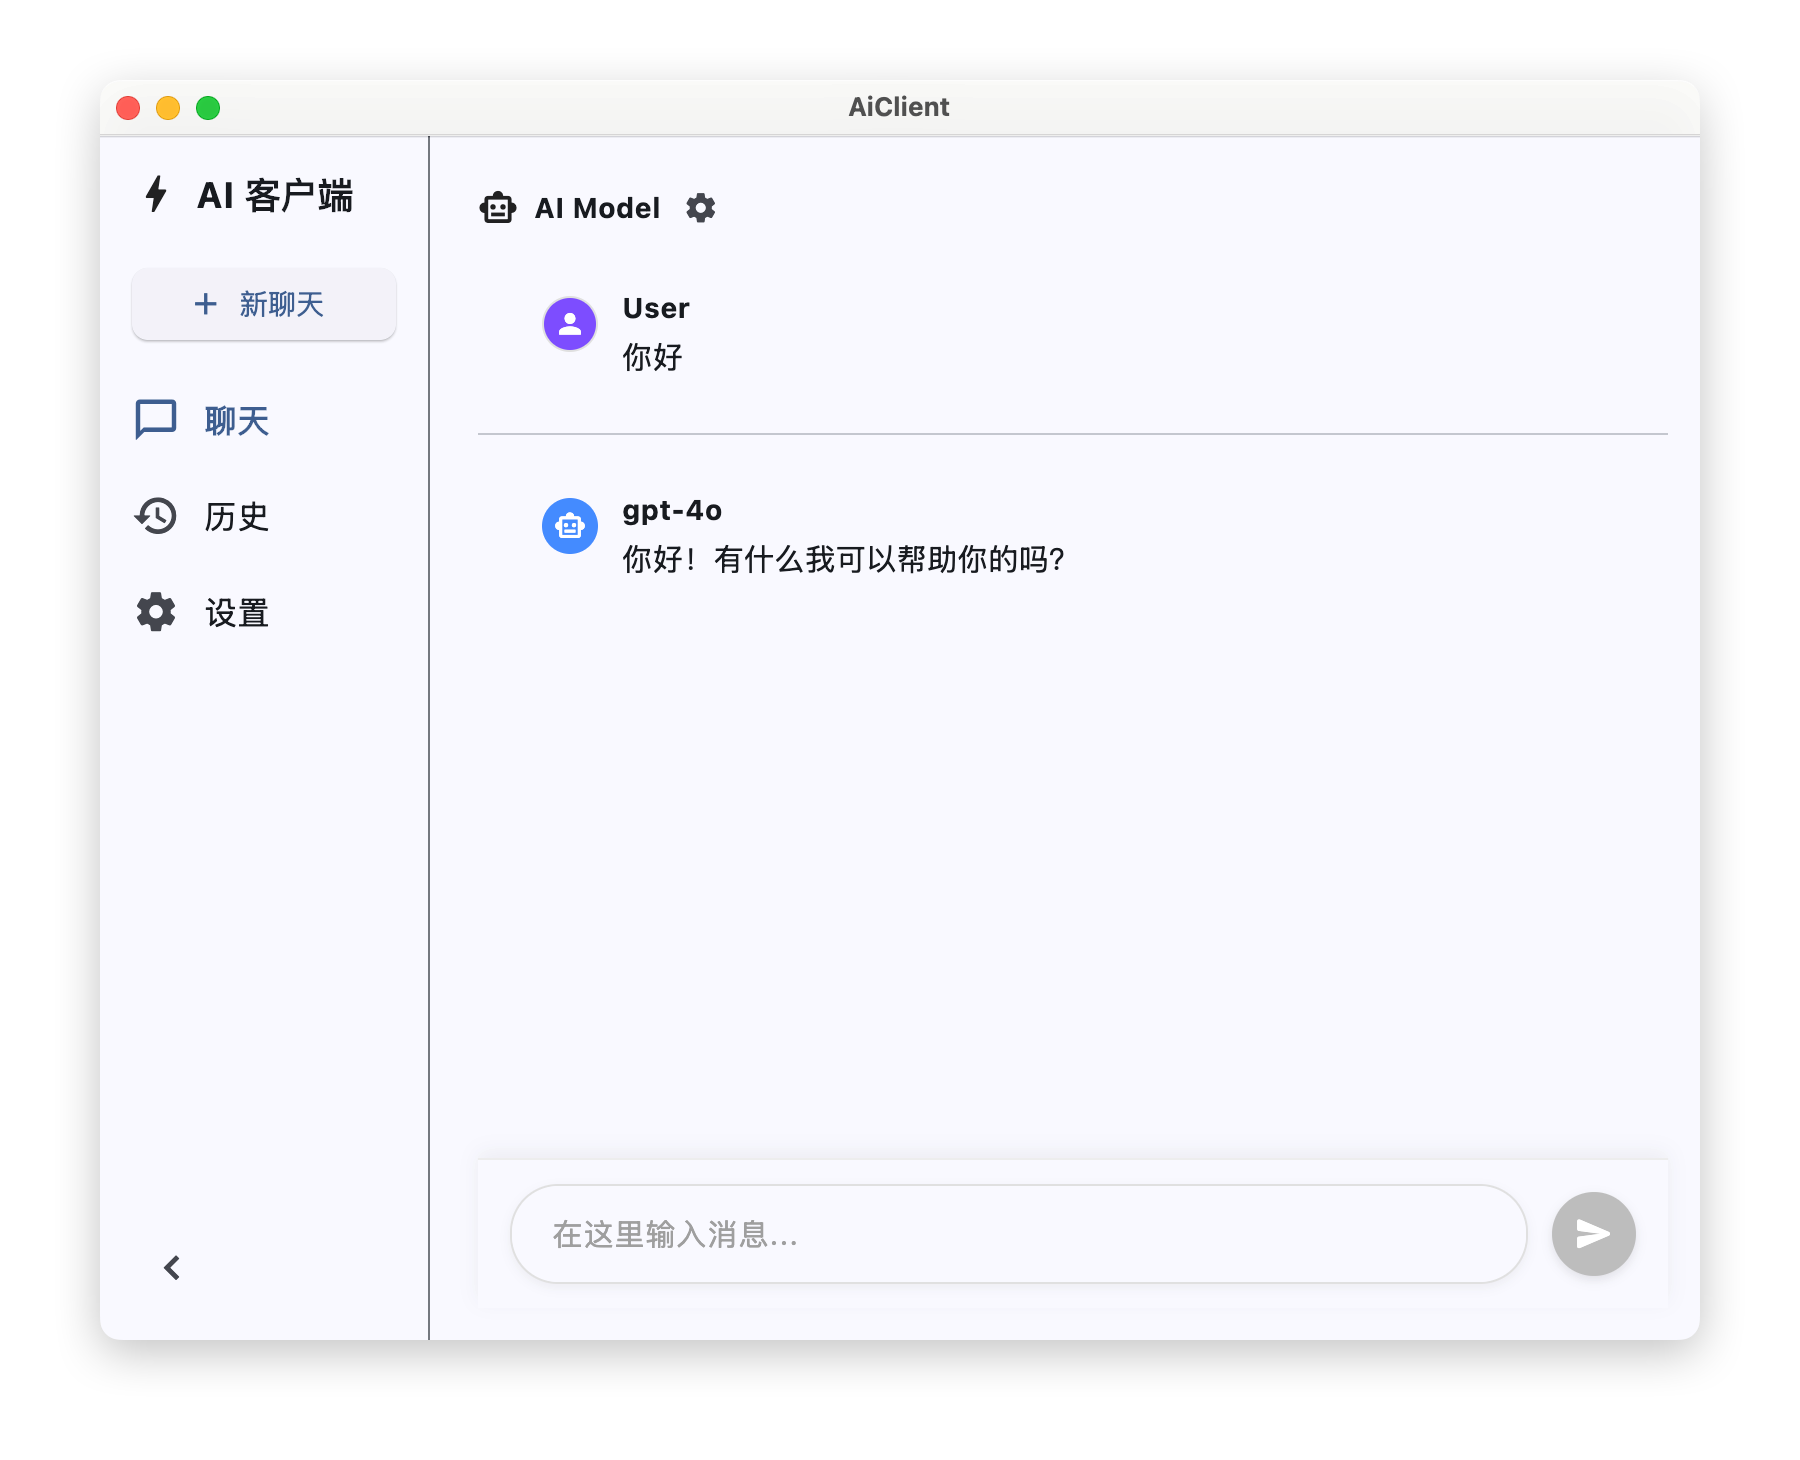 AiClient
AI 客户端
新聊天
聊天
历史
设置
AI Model
User
你好
gpt-4o
你好！有什么我可以帮助你的吗?
在这里输入消息...